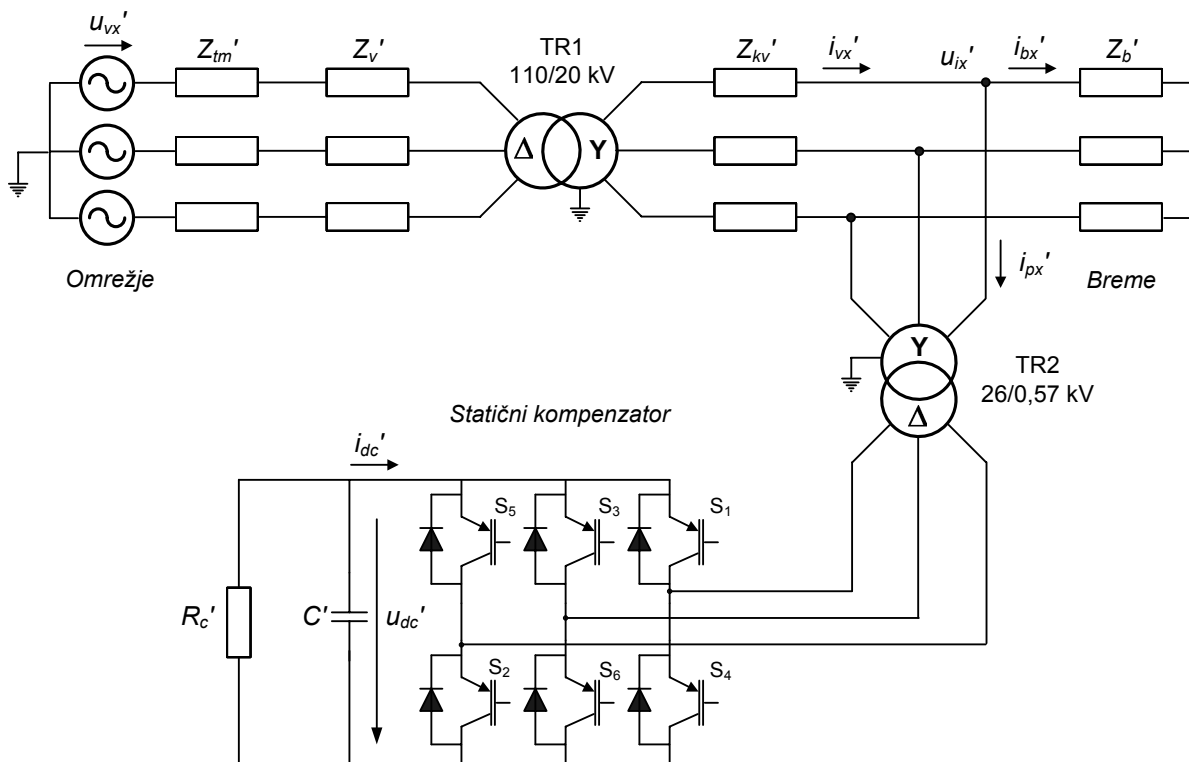 u_vx'
Z_tm'
Z_v'
TR1
110/20 kV
Z_kv'
i_vx'
u_ix'
i_bx'
Z_b'
Δ
Y
Omrežje
i_px'
Breme
Y
Δ
TR2
26/0,57 kV
Statični kompenzator
i_dc'
S5
S3
S1
R_c'
C'
u_dc'
S2
S6
S4